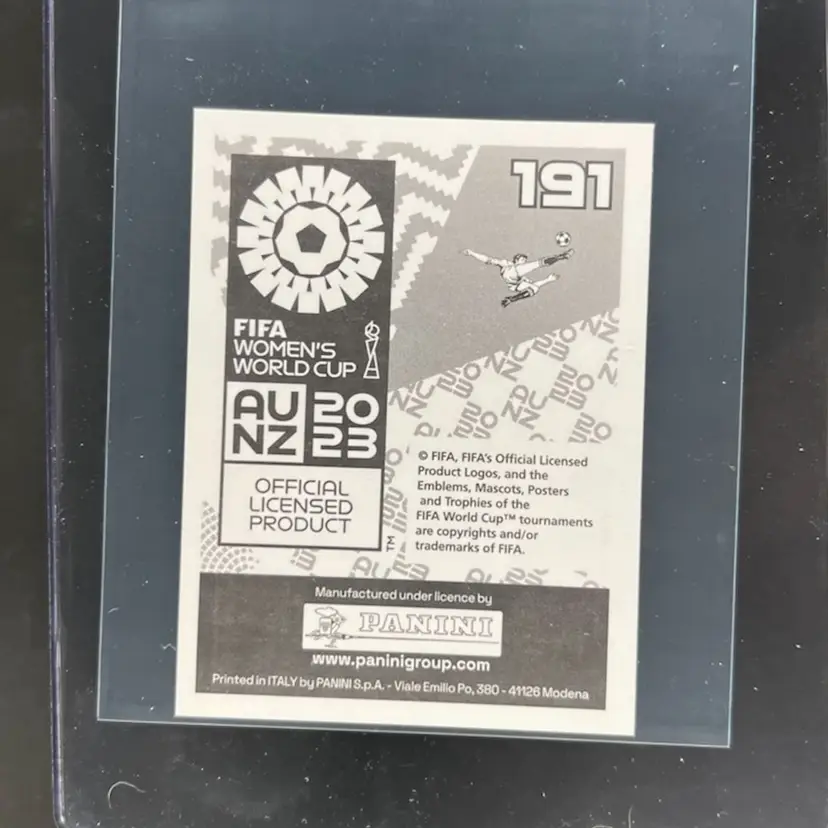 191
FIFA
WOMEN'S
WORLD CUP
AU 20
NZ 23
OFFICIAL
LICENSED
PRODUCT
TM
© FIFA, FIFA's Official Licensed
Product Logos, and the
Emblems, Mascots, Posters
and Trophies of the
FIFA World Cup™ tournaments
are copyrights and/or
trademarks of FIFA.
Manufactured under licence by
PANINI
www.paninigroup.com
Printed in ITALY by PANINI S.p.A. - Viale Emilio Po, 380 - 41126 Modena